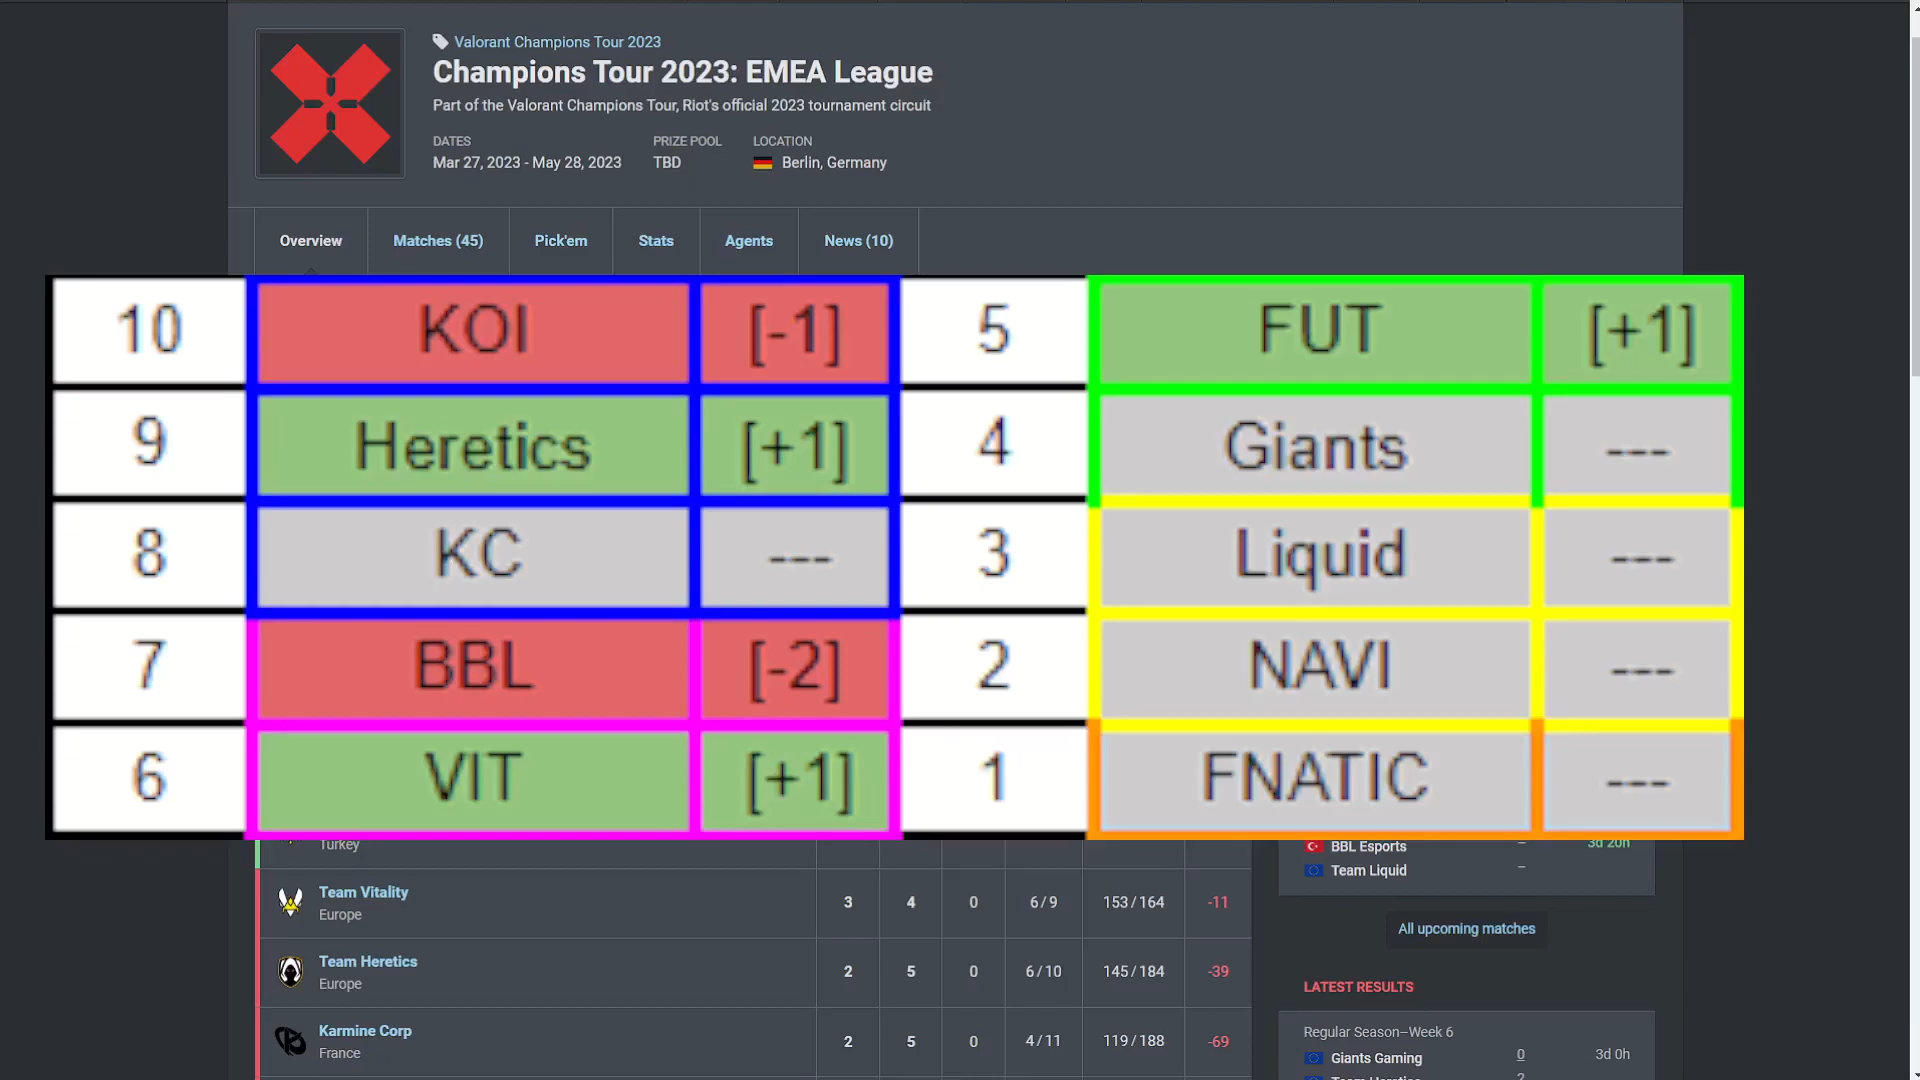 Valorant Champions Tour 2023
Champions Tour 2023: EMEA League
Part of the Valorant Champions Tour, Riot's official 2023 tournament circuit
DATES PRIZE POOL LOCATION
Mar 27, 2023 - May 28, 2023 TBD Berlin, Germany
Overview Matches (45) Pick'em Stats Agents News (10)
10 KOI [-1] 5 FUT [+1]
9 Heretics [+1] 4 Giants ---
8 KC --- 3 Liquid ---
7 BBL [-2] 2 NAVI ---
6 VIT [+1] 1 FNATIC ---
Turkey
Team Vitality
Europe
3 4 0 6/9 153/164 -11
Team Heretics
Europe
2 5 0 6/10 145/184 -39
Karmine Corp
France
2 5 0 4/11 119/188 -69
BBL Esports – 3d 20h
Team Liquid –
All upcoming matches
LATEST RESULTS
Regular Season–Week 6
Giants Gaming 0 3d 0h
Team Heretics 2